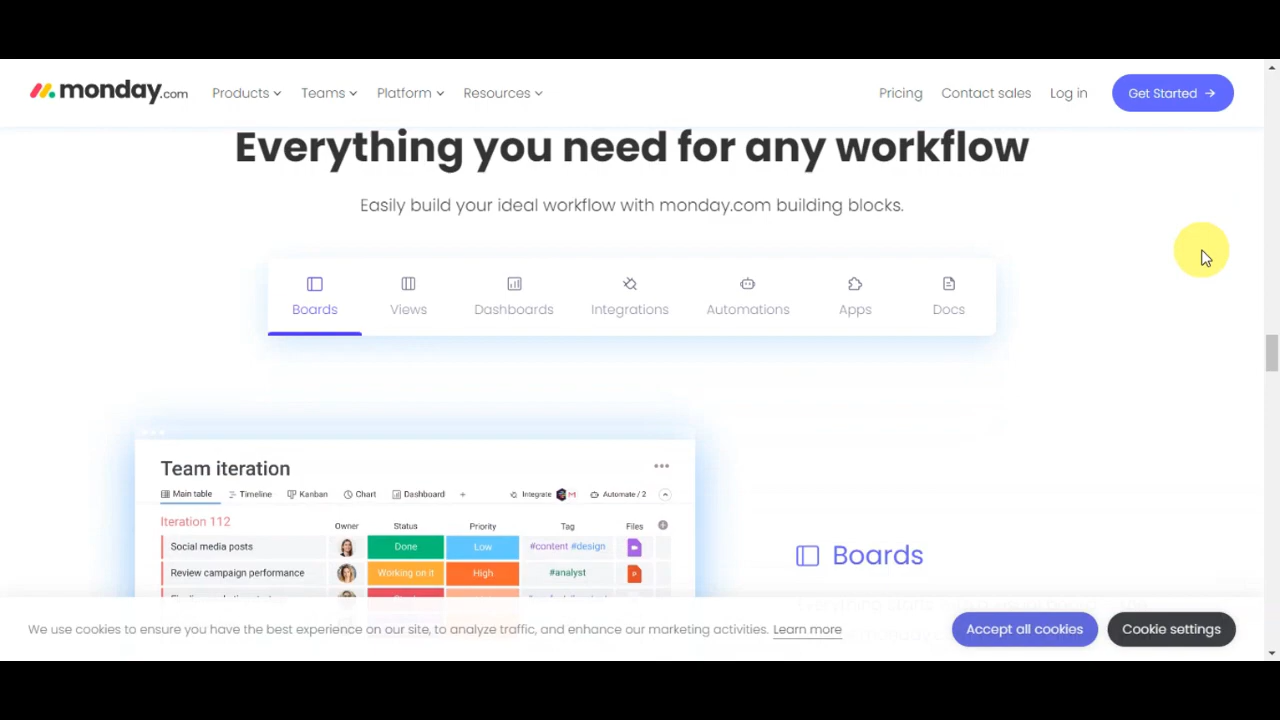 monday.com Products Teams Platform Resources Pricing Contact sales Log in Get Started
Everything you need for any workflow
Easily build your ideal workflow with monday.com building blocks.
Boards Views Dashboards Integrations Automations Apps Docs
Team iteration
Main table Timeline Kanban Chart Dashboard + Integrate Automate / 2
Iteration 112 Owner Status Priority Tag Files
Social media posts Done Low #content #design
Review campaign performance Working on it High #analyst
Boards
We use cookies to ensure you have the best experience on our site, to analyze traffic, and enhance our marketing activities. Learn more Accept all cookies Cookie settings